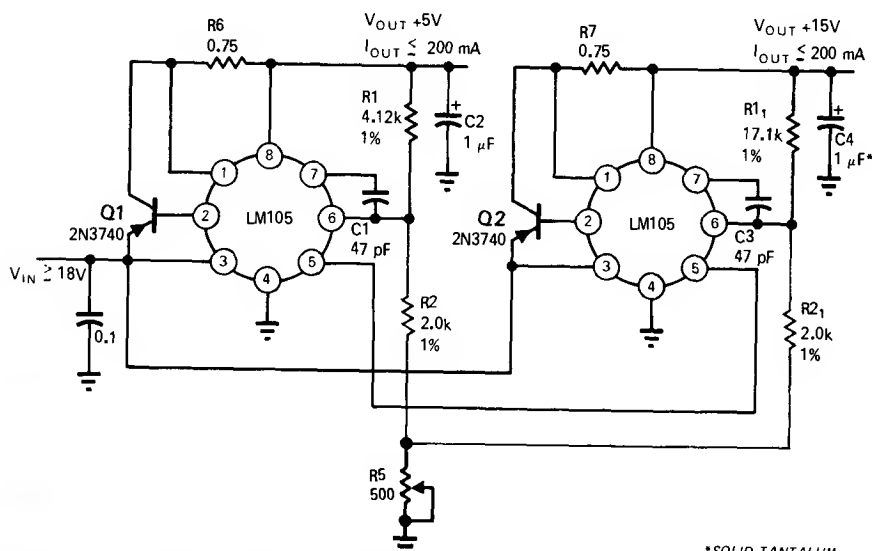 R6
0.75
VOUT +5V
IOUT ≤ 200 mA
R1
4.12k
1%
+
C2
1 µF
8
1
7
2
LM105
6
3
5
4
Q1
2N3740
C1
47 pF
VIN ≥ 18V
0.1
R2
2.0k
1%
R5
500
R7
0.75
VOUT +15V
IOUT ≤ 200 mA
R11
17.1k
1%
+
C4
1 µF*
8
1
7
2
LM105
6
3
5
4
Q2
2N3740
C3
47 pF
R21
2.0k
1%
*SOLID TANTALUM